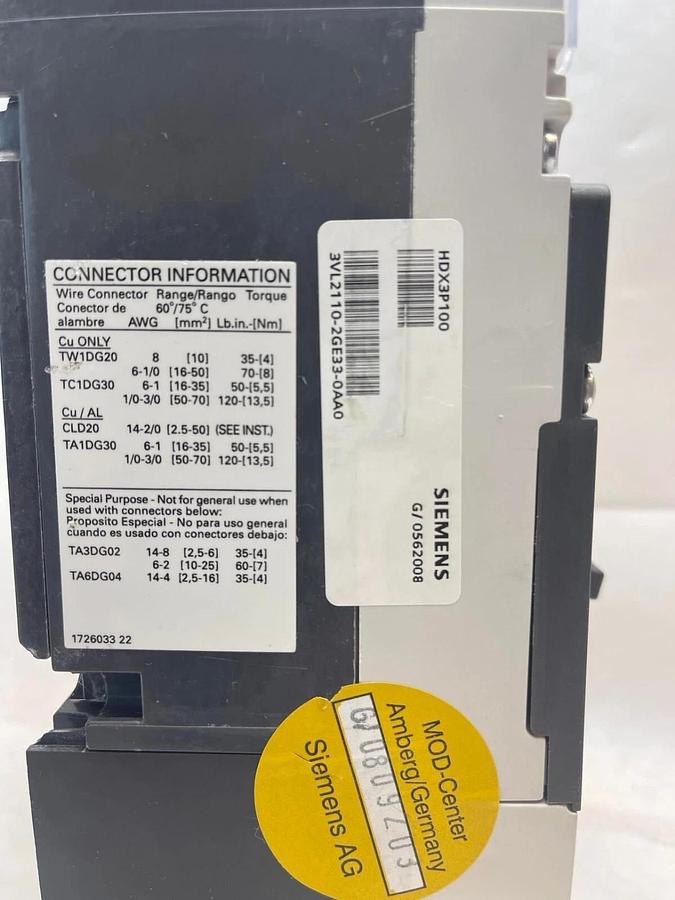 CONNECTOR INFORMATION
Wire Connector Range/Rango Torque
Conector de 60°/75° C
alambre AWG [mm²] Lb.in.-[Nm]
Cu ONLY
TW1DG20 8 [10] 35-[4]
6-1/0 [16-50] 70-[8]
TC1DG30 6-1 [16-35] 50-[5,5]
1/0-3/0 [50-70] 120-[13,5]
Cu / AL
CLD20 14-2/0 [2.5-50] (SEE INST.)
TA1DG30 6-1 [16-35] 50-[5,5]
1/0-3/0 [50-70] 120-[13,5]
Special Purpose - Not for general use when
used with connectors below:
Proposito Especial - No para uso general
cuando es usado con conectores debajo:
TA3DG02 14-8 [2,5-6] 35-[4]
6-2 [10-25] 60-[7]
TA6DG04 14-4 [2,5-16] 35-[4]
1726033 22
HDX3P100
3VL2110-2GE33-0AA0
SIEMENS
G/ 0562008
MOD-Center
Amberg/Germany
G/0809203
Siemens AG